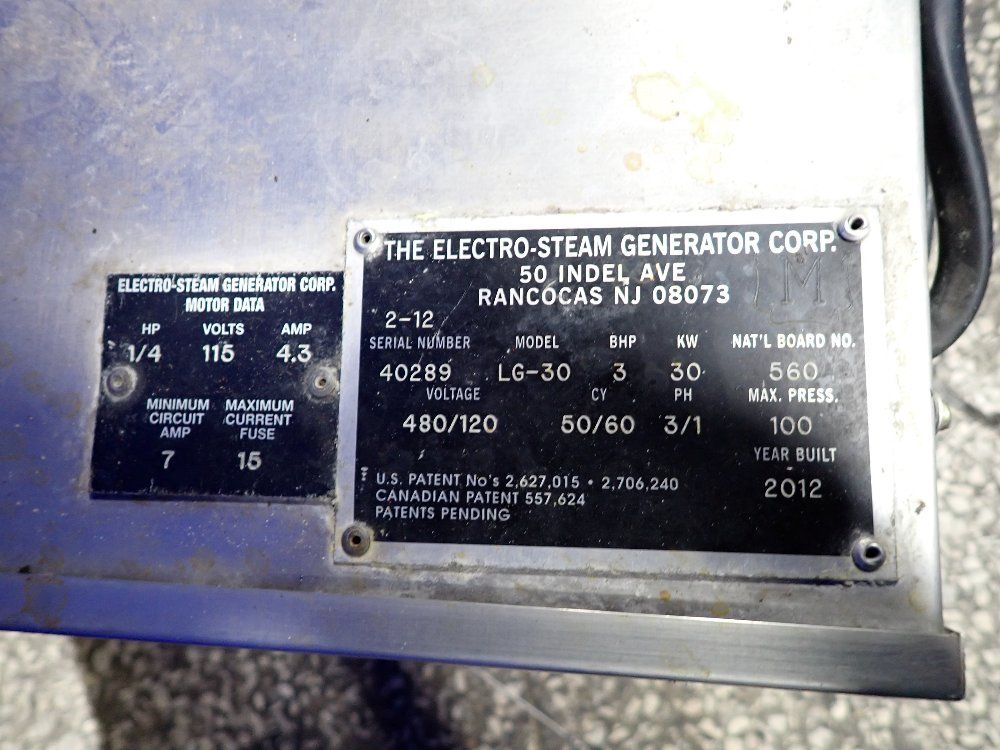 ELECTRO-STEAM GENERATOR CORP.
MOTOR DATA
HP VOLTS AMP
1/4 115 4.3
MINIMUM MAXIMUM
CIRCUIT CURRENT
AMP FUSE
7 15
THE ELECTRO-STEAM GENERATOR CORP.
50 INDEL AVE
RANCOCAS NJ 08073
M
2-12
SERIAL NUMBER MODEL BHP KW NAT'L BOARD NO.
40289 LG-30 3 30 560
VOLTAGE CY PH MAX. PRESS.
480/120 50/60 3/1 100
YEAR BUILT
2012
U.S. PATENT No's 2,627,015 • 2,706,240
CANADIAN PATENT 557,624
PATENTS PENDING